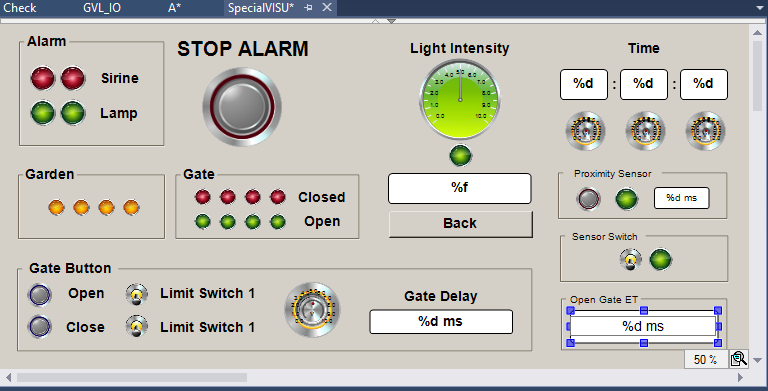 Check GVL_IO A* SpecialVISU*
Alarm
Sirine
Lamp
STOP ALARM
Light Intensity
0.0 1.0 2.0 3.0 4.0 5.0 6.0 7.0 8.0 9.0 10.0
%f
Back
Time
%d : %d : %d
Garden
Gate
Closed
Open
Proximity Sensor
%d ms
Sensor Switch
Gate Button
Open
Limit Switch 1
Close
Limit Switch 1
Gate Delay
%d ms
Open Gate ET
%d ms
50 %